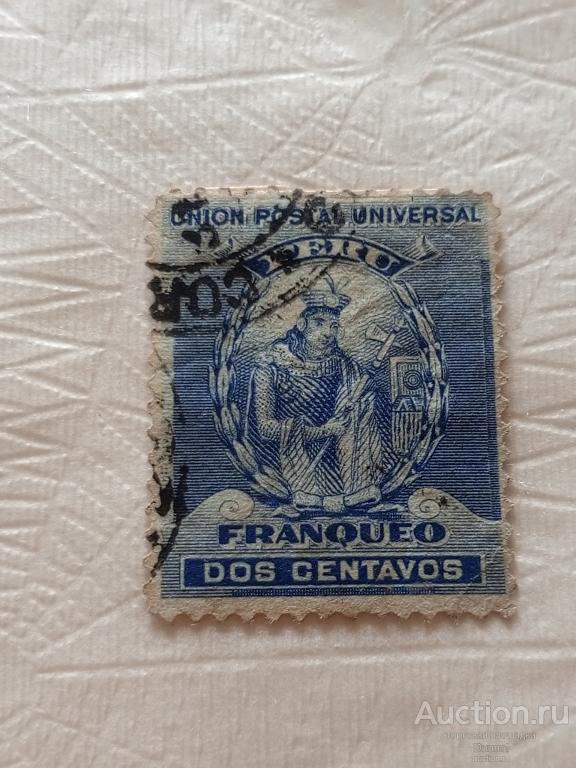 UNION POSTAL UNIVERSAL
PERU
FRANQUEO
DOS CENTAVOS
Auction.ru